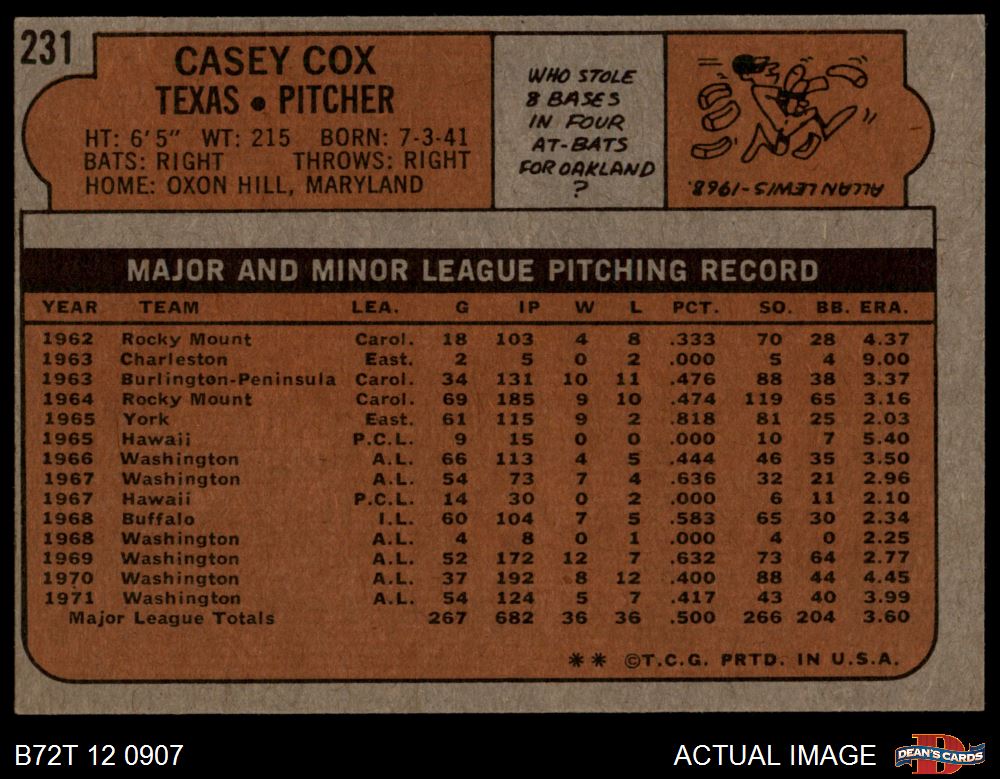 231
CASEY COX
TEXAS • PITCHER
HT: 6'5" WT: 215 BORN: 7-3-41
BATS: RIGHT THROWS: RIGHT
HOME: OXON HILL, MARYLAND
WHO STOLE
8 BASES
IN FOUR
AT-BATS
FOR OAKLAND
?
ALLAN LEWIS-1968.
MAJOR AND MINOR LEAGUE PITCHING RECORD
YEAR TEAM LEA. G IP W L PCT. SO. BB. ERA.
1962 Rocky Mount Carol. 18 103 4 8 .333 70 28 4.37
1963 Charleston East. 2 5 0 2 .000 5 4 9.00
1963 Burlington-Peninsula Carol. 34 131 10 11 .476 88 38 3.37
1964 Rocky Mount Carol. 69 185 9 10 .474 119 65 3.16
1965 York East. 61 115 9 2 .818 81 25 2.03
1965 Hawaii P.C.L. 9 15 0 0 .000 10 7 5.40
1966 Washington A.L. 66 113 4 5 .444 46 35 3.50
1967 Washington A.L. 54 73 7 4 .636 32 21 2.96
1967 Hawaii P.C.L. 14 30 0 2 .000 6 11 2.10
1968 Buffalo I.L. 60 104 7 5 .583 65 30 2.34
1968 Washington A.L. 4 8 0 1 .000 4 0 2.25
1969 Washington A.L. 52 172 12 7 .632 73 64 2.77
1970 Washington A.L. 37 192 8 12 .400 88 44 4.45
1971 Washington A.L. 54 124 5 7 .417 43 40 3.99
Major League Totals 267 682 36 36 .500 266 204 3.60
** ©T.C.G. PRTD. IN U.S.A.
B72T 12 0907
ACTUAL IMAGE
DEAN'S CARDS